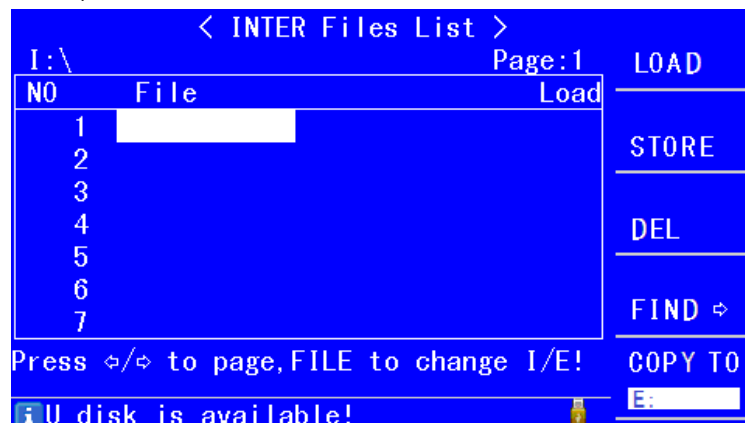 < INTER Files List >
I:\ Page:1
NO File Load
1
2
3
4
5
6
7
Press ⇦/⇨ to page,FILE to change I/E!
U disk is available!
LOAD
STORE
DEL
FIND ⇨
COPY TO
E: